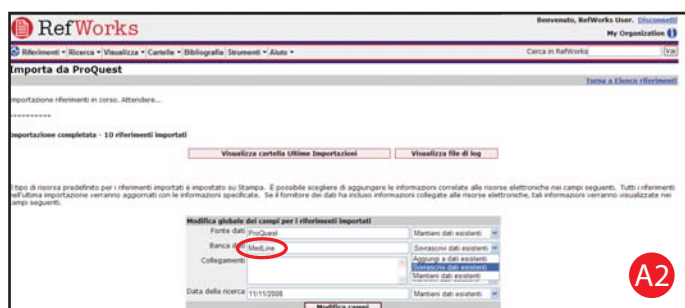 RefWorks
Benvenuto, RefWorks User. Disconnetti
My Organization
Riferimenti Ricerca Visualizza Cartelle Bibliografia Strumenti Aiuto
Cerca in RefWorks Vai
Importa da ProQuest
Torna a Elenco riferimenti
mportazione riferimenti in corso. Attendere...
==========
mportazione completata - 10 riferimenti importati
Visualizza cartella Ultime Importazioni Visualizza file di log
l tipo di risorsa predefinito per i riferimenti importati è impostato su Stampa. È possibile scegliere di aggiungere le informazioni correlate alle risorse elettroniche nei campi seguenti. Tutti i riferimenti
nell'ultima importazione verranno aggiornati con le informazioni specificate. Se il fornitore dei dati ha incluso informazioni collegate alle risorse elettroniche, tali informazioni verranno visualizzate nei
campi seguenti.
Modifica globale dei campi per i riferimenti importati
Fonte dati ProQuest Mantieni dati esistenti
Banca dati MedLine Sovrascrivi dati esistenti
Collegamenti Aggiungi a dati esistenti
Sovrascrivi dati esistenti
Mantieni dati esistenti
Data della ricerca 11/11/2008 Mantieni dati esistenti
Modifica campi
A2